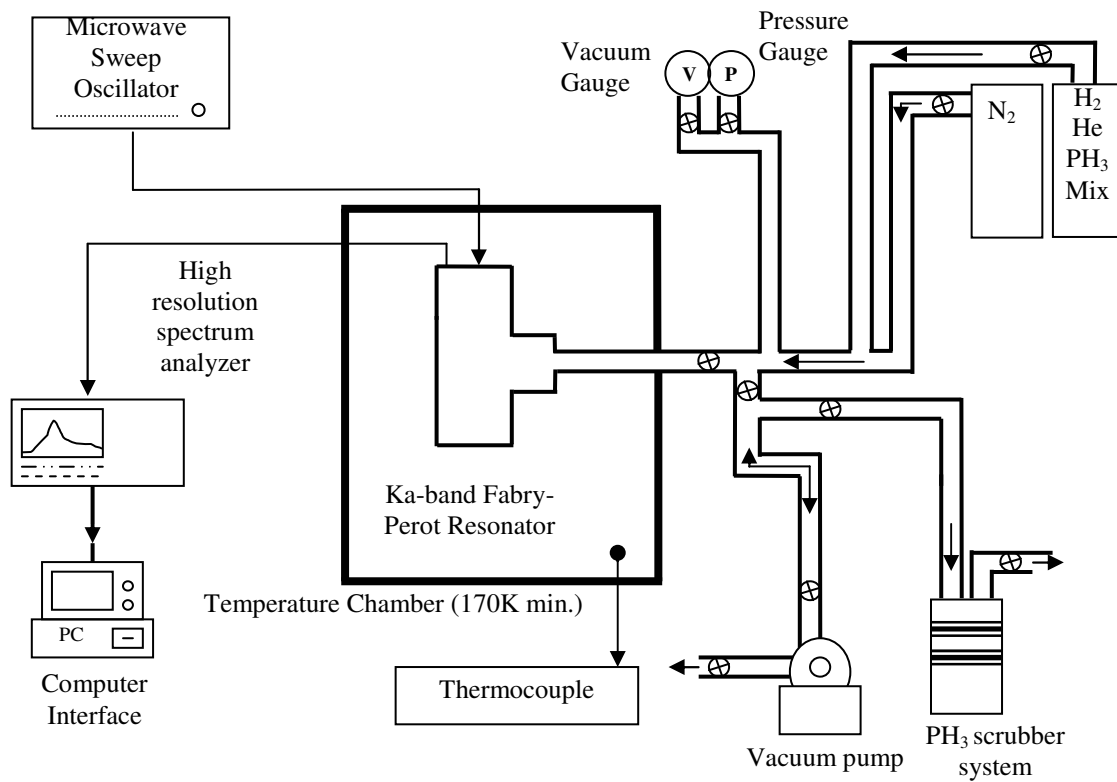 Microwave
Sweep
Oscillator
Vacuum
Gauge
Pressure
Gauge
V
P
N2
H2
He
PH3
Mix
High
resolution
spectrum
analyzer
Ka-band Fabry-
Perot Resonator
Temperature Chamber (170K min.)
PC
Computer
Interface
Thermocouple
Vacuum pump
PH3 scrubber
system